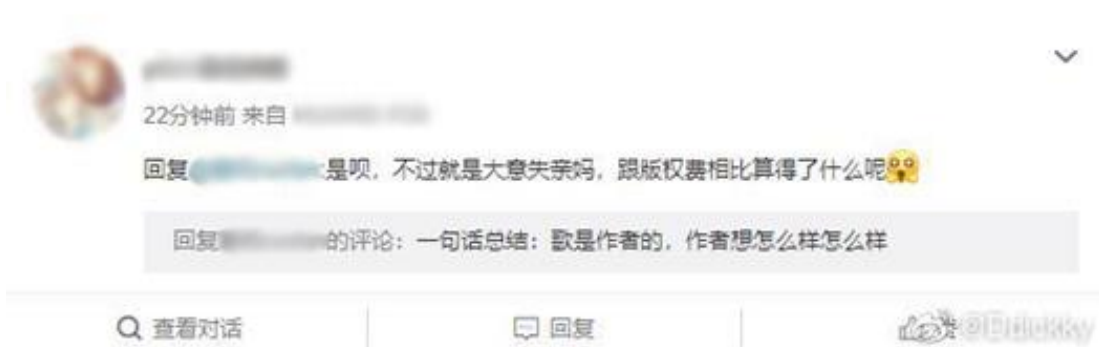 22分钟前 来自
回复 是呗，不过就是大意失亲妈，跟版权费相比算得了什么呢
回复 的评论：一句话总结：歌是作者的，作者想怎么样怎么样
查看对话
回复